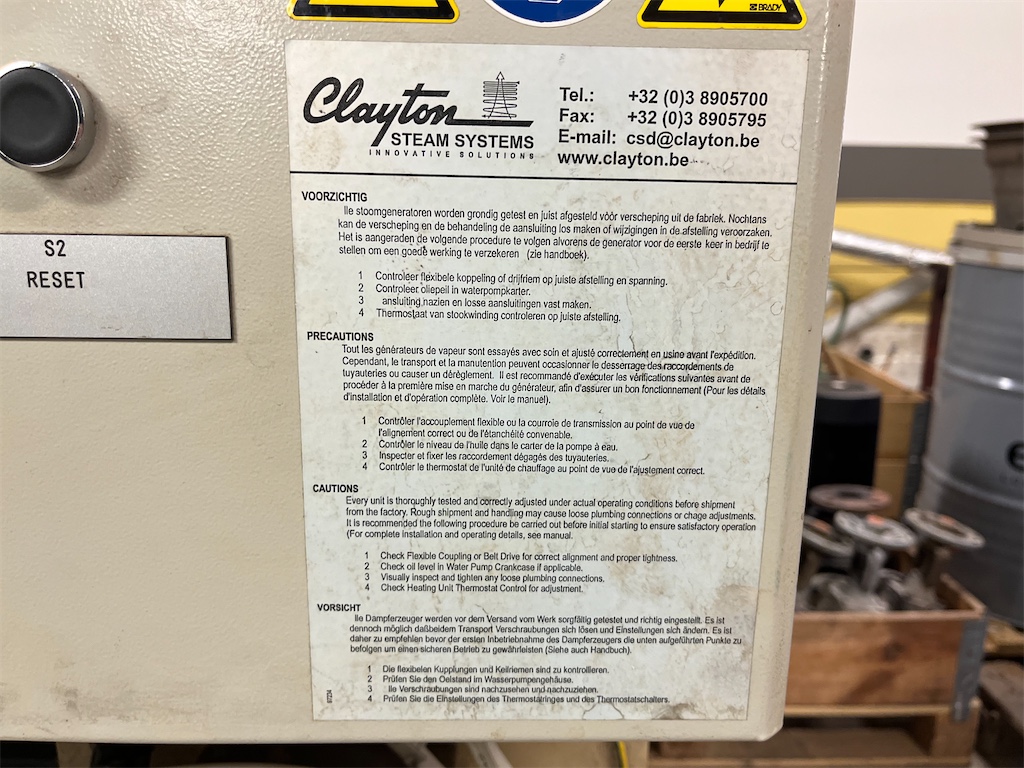 BRADY
Clayton
STEAM SYSTEMS
INNOVATIVE SOLUTIONS
Tel.: +32 (0)3 8905700
Fax: +32 (0)3 8905795
E-mail: csd@clayton.be
www.clayton.be
S2
RESET
VOORZICHTIG
lle stoomgeneratoren worden grondig getest en juist afgesteld vòòr verscheping uit de fabriek. Nochtans
kan de verscheping en de behandeling de aansluiting los maken of wijzigingen in de afstelling veroorzaken.
Het is aangeraden de volgende procedure te volgen alvorens de generator voor de eerste keer in bedrijf te
stellen om een goede werking te verzekeren (zie handboek).
1 Controleer flexibele koppeling of drijfriem op juiste afstelling en spanning.
2 Controleer oliepeil in waterpompkarter.
3 ansluiting nazien en losse aansluitingen vast maken.
4 Thermostaat van stookwinding controleren op juiste afstelling.
PRECAUTIONS
Tout les générateurs de vapeur sont essayés avec soin et ajusté correctement en usine avant l'expédition.
Cependant, le transport et la manutention peuvent occasionner le desserrage des raccordements de
tuyauteries ou causer un dérèglement. Il est recommandé d'exécuter les vérifications suivantes avant de
procéder à la première mise en marche du générateur, afin d'assurer un bon fonctionnement (Pour les détails
d'installation et d'opération complète. Voir le manuel).
1 Contrôler l'accouplement flexible ou la courroie de transmission au point de vue de
l'alignement correct ou de l'étanchéité convenable.
2 Contrôler le niveau de l'huile dans le carter de la pompe à eau.
3 Inspecter et fixer les raccordement dégagés des tuyauteries.
4 Contrôler le thermostat de l'unité de chauffage au point de vue de l'ajustement correct.
CAUTIONS
Every unit is thoroughly tested and correctly adjusted under actual operating conditions before shipment
from the factory. Rough shipment and handling may cause loose plumbing connections or chage adjustments.
It is recommended the following procedure be carried out before initial starting to ensure satisfactory operation
(For complete installation and operating details, see manual.
1 Check Flexible Coupling or Belt Drive for correct alignment and proper tightness.
2 Check oil level in Water Pump Crankcase if applicable.
3 Visually inspect and tighten any loose plumbing connections.
4 Check Heating Unit Thermostat Control for adjustment.
VORSICHT
lle Dampferzeuger werden vor dem Versand vom Werk sorgfältig getestet und richtig eingestellt. Es ist
dennoch möglich daßbeidem Transport Verschraubungen sich lösen und Einstellungen sich ändern. Es ist
daher zu empfehlen bevor der ersten Inbetriebnahme des Dampferzeugers die unten aufgeführten Punkte zu
befolgen um einen sicheren Betrieb zu gewährleisten (Siehe auch Handbuch).
1 Die flexibelen Kupplungen und Keilriemen sind zu kontrollieren.
2 Prüfen Sie den Oelstand im Wasserpumpengehäuse.
3 lle Verschraubungen sind nachzusehen und nachzuziehen.
4 Prüfen Sie die Einstellungen des Thermostatringes und des Thermostatschalters.